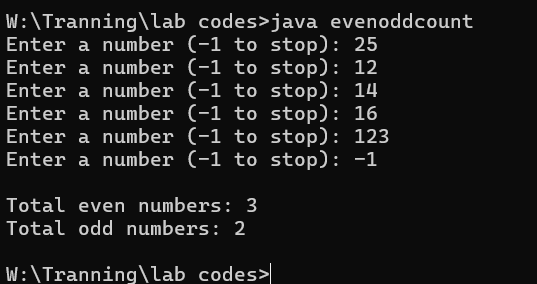 W:\Tranning\lab codes>java evenoddcount
Enter a number (-1 to stop): 25
Enter a number (-1 to stop): 12
Enter a number (-1 to stop): 14
Enter a number (-1 to stop): 16
Enter a number (-1 to stop): 123
Enter a number (-1 to stop): -1
Total even numbers: 3
Total odd numbers: 2
W:\Tranning\lab codes>